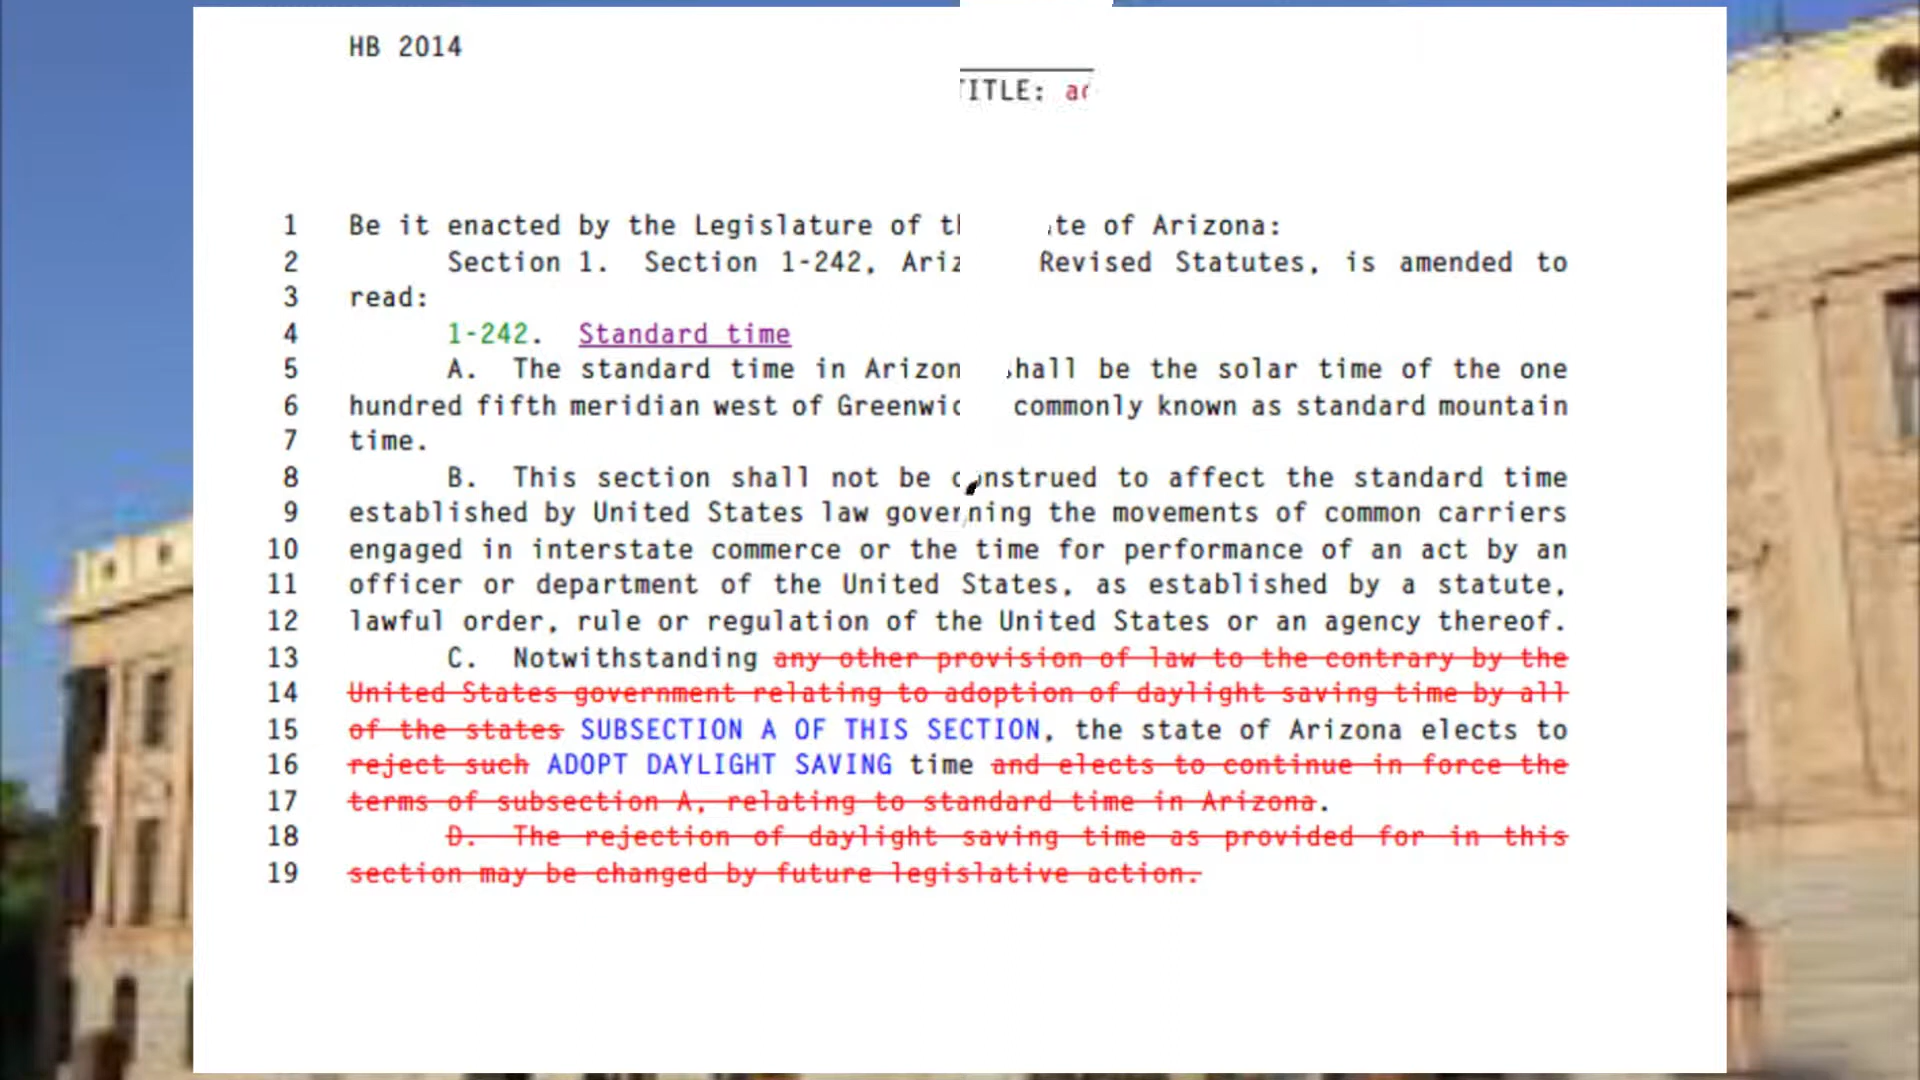 HB 2014
TITLE:
1 Be it enacted by the Legislature of of Arizona:
2 Section 1. Section 1-242, Revised Statutes, is amended to
3 read:
4 1-242. Standard time
5 A. The standard time in Arizon shall be the solar time of the one
6 hundred fifth meridian west of commonly known as standard mountain
7 time.
8 B. This section shall not be construed to affect the standard time
9 established by United States law governing the movements of common carriers
10 engaged in interstate commerce or the time for performance of an act by an
11 officer or department of the United States, as established by a statute,
12 lawful order, rule or regulation of the United States or an agency thereof.
13 C. Notwithstanding any other provision of law to the contrary by the
14 United States government relating to adoption of daylight saving time by all
15 of the states SUBSECTION A OF THIS SECTION, the state of Arizona elects to
16 reject such ADOPT DAYLIGHT SAVING time and elects to continue in force the
17 terms of subsection A, relating to standard time in Arizona.
18 D. The rejection of daylight saving time as provided for in this
19 section may be changed by future legislative action.